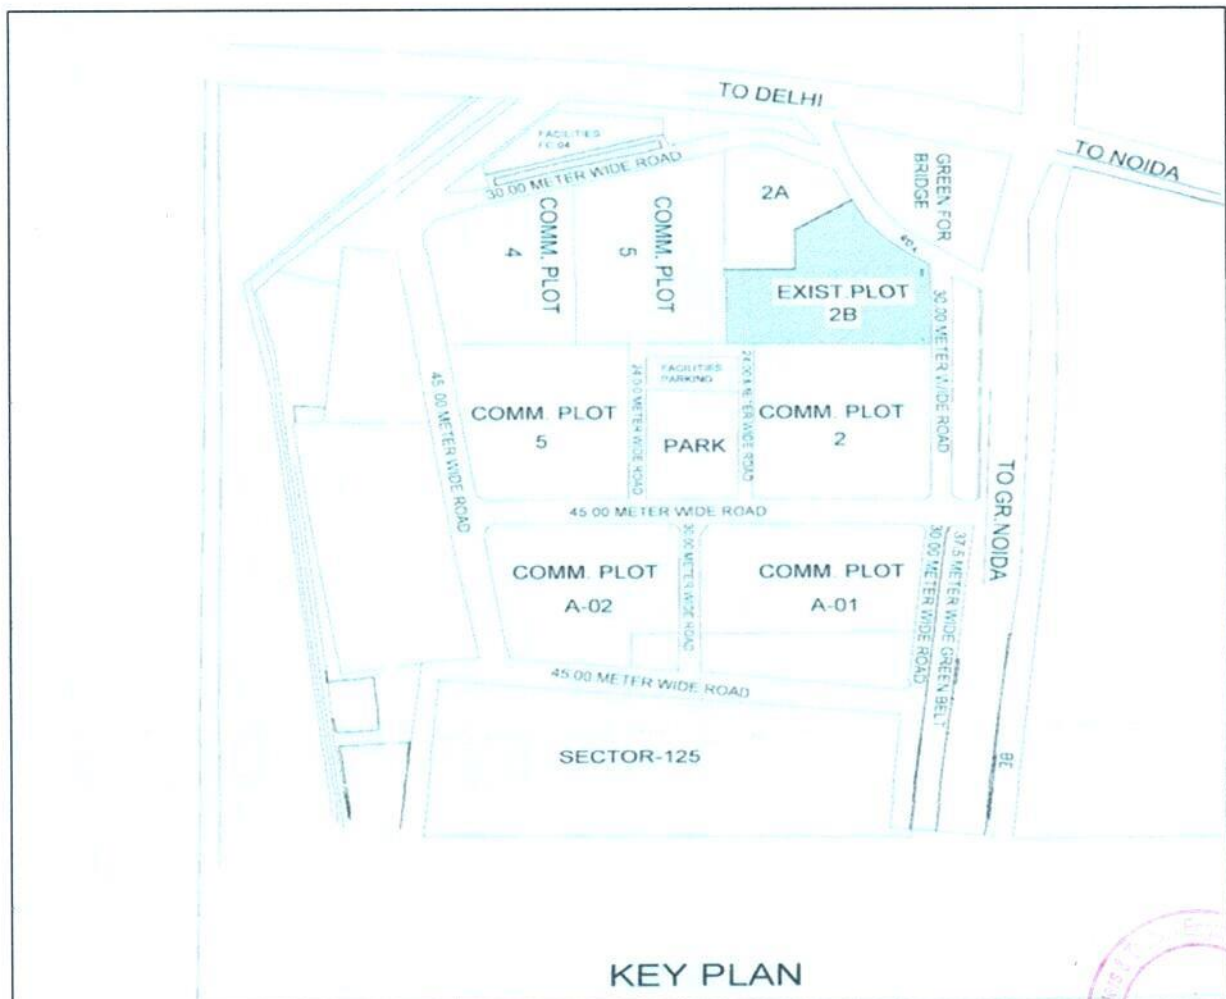 TO DELHI
TO NOIDA
FACILITIES
FC-04
30.00 METER WIDE ROAD
GREEN FOR
BRIDGE
2A
COMM. PLOT
4
COMM. PLOT
5
EXIST.PLOT
2B
30.00 METER WIDE ROAD
45.00 METER WIDE ROAD
24.00 METER WIDE ROAD
FACILITIES
PARKING
24.00 METER WIDE ROAD
COMM. PLOT
5
PARK
COMM. PLOT
2
TO GR.NOIDA
45.00 METER WIDE ROAD
COMM. PLOT
A-02
30.00 METER WIDE ROAD
COMM. PLOT
A-01
30.00 METER WIDE ROAD
37.5 METER WIDE GREEN BELT
45.00 METER WIDE ROAD
SECTOR-125
BE
KEY PLAN